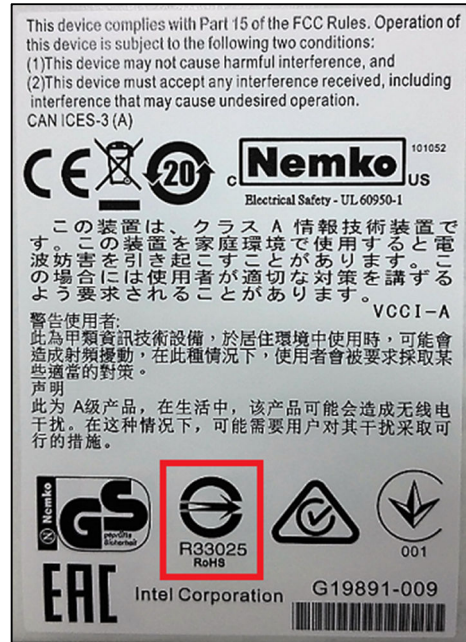 This device complies with Part 15 of the FCC Rules. Operation of
this device is subject to the following two conditions:
(1)This device may not cause harmful interference, and
(2)This device must accept any interference received, including
interference that may cause undesired operation.
CAN ICES-3 (A)
CE 20 C Nemko US 101052
Electrical Safety - UL 60950-1
この装置は、クラス A 情報技術装置で
す。この装置を家庭環境で使用すると電
波妨害を引き起こすことがあります。こ
の場合には使用者が適切な対策を講ずる
よう要求されることがあります。
VCCI-A
警告使用者:
此為甲類資訊技術設備，於居住環境中使用時，可能會
造成射頻擾動，在此種情況下，使用者會被要求採取某
些適當的對策。
声明
此为 A级产品，在生活中，该产品可能会造成无线电
干扰。在这种情况下，可能需要用户对其干扰采取可
行的措施。
Nemko GS geprüfte Sicherheit
R33025
RoHS
001
EAC Intel Corporation G19891-009